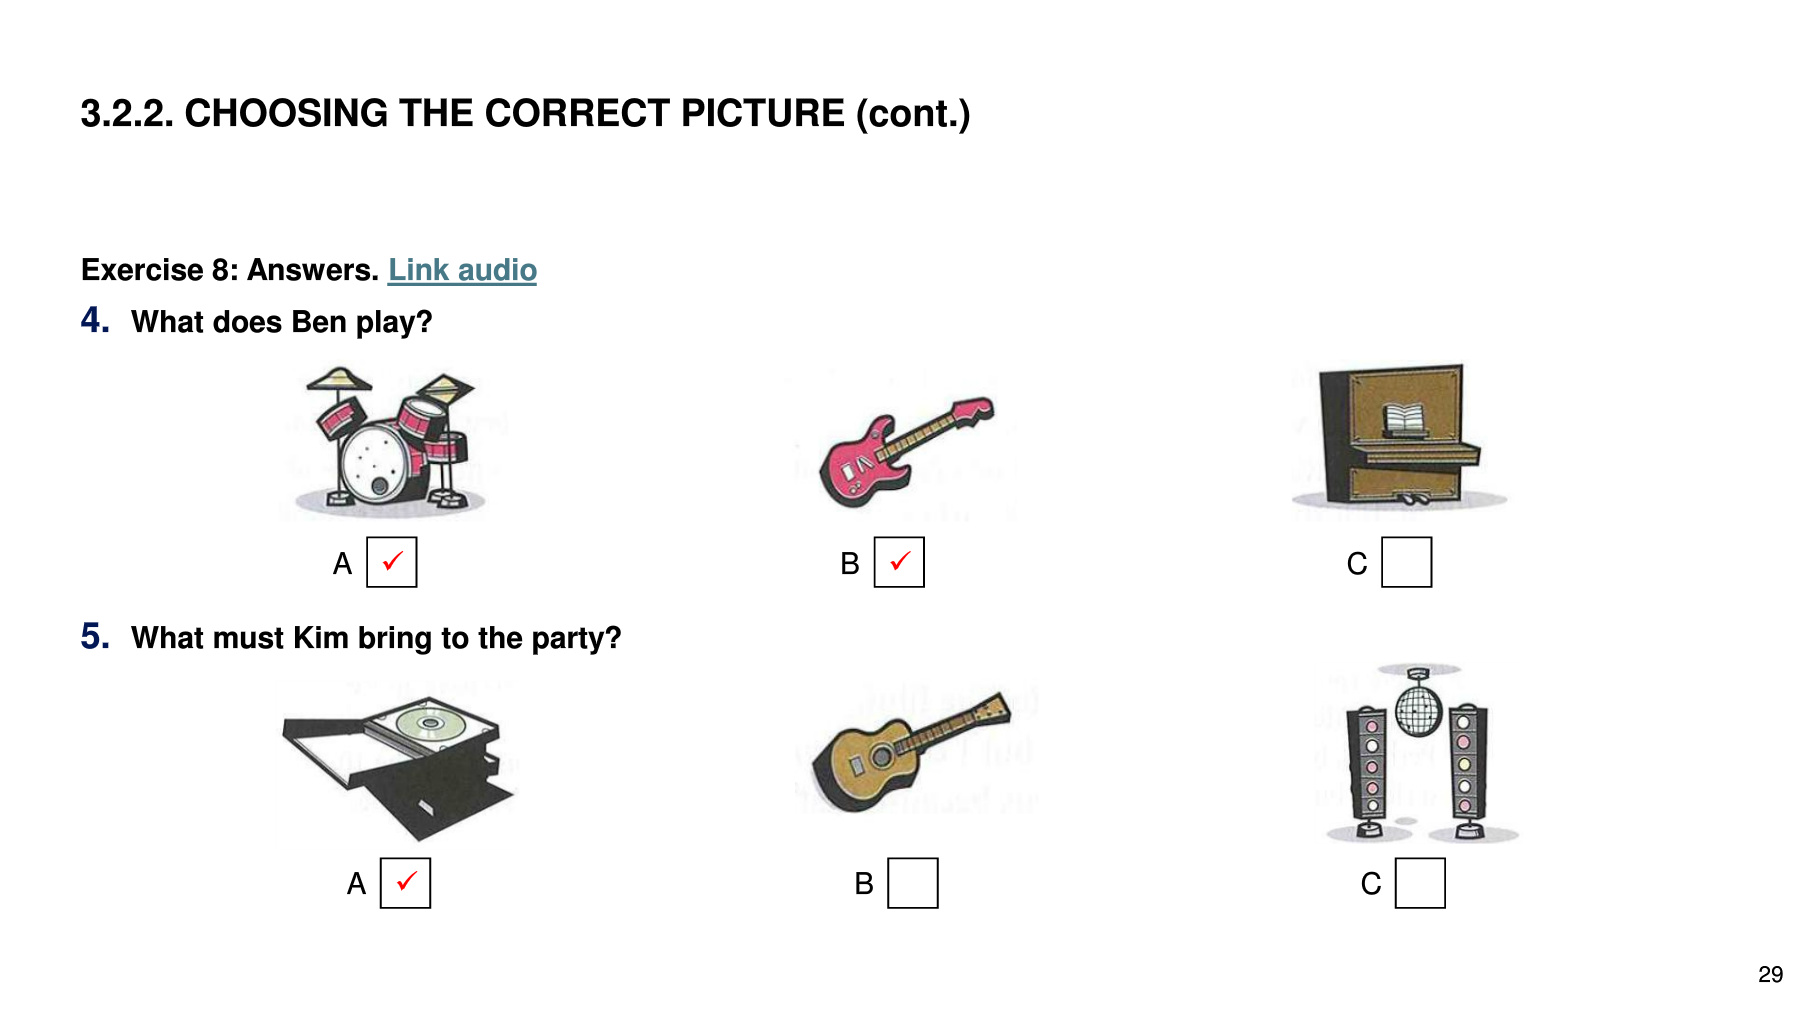 3.2.2. CHOOSING THE CORRECT PICTURE (cont.)
Exercise 8: Answers. Link audio
4. What does Ben play?
A ✓ B ✓ C
5. What must Kim bring to the party?
A ✓ B C
29